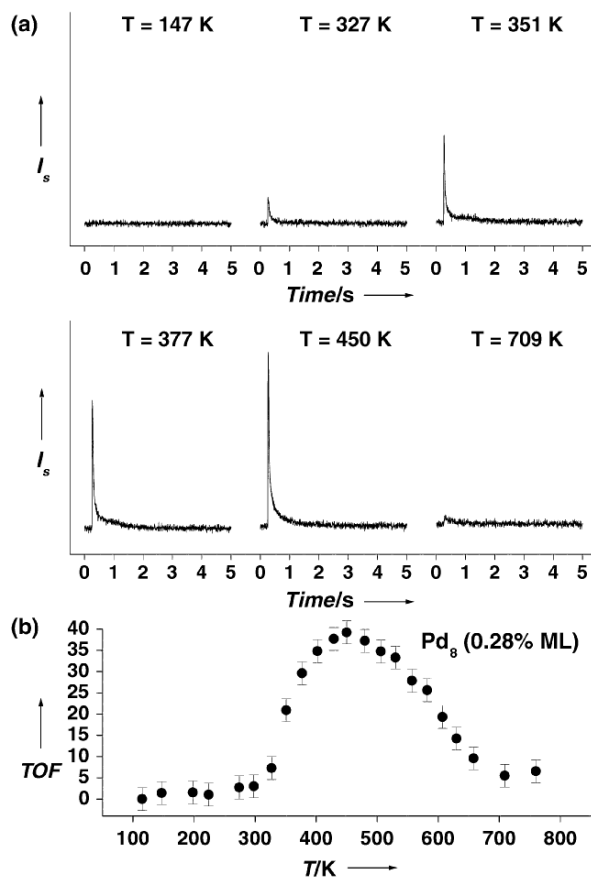 (a) T = 147 K T = 327 K T = 351 K
I_s
0 1 2 3 4 5 0 1 2 3 4 5 0 1 2 3 4 5
Time/s
T = 377 K T = 450 K T = 709 K
I_s
0 1 2 3 4 5 0 1 2 3 4 5 0 1 2 3 4 5
Time/s
(b)
Pd₈ (0.28% ML)
TOF
40
35
30
25
20
15
10
5
0
100 200 300 400 500 600 700 800
T/K